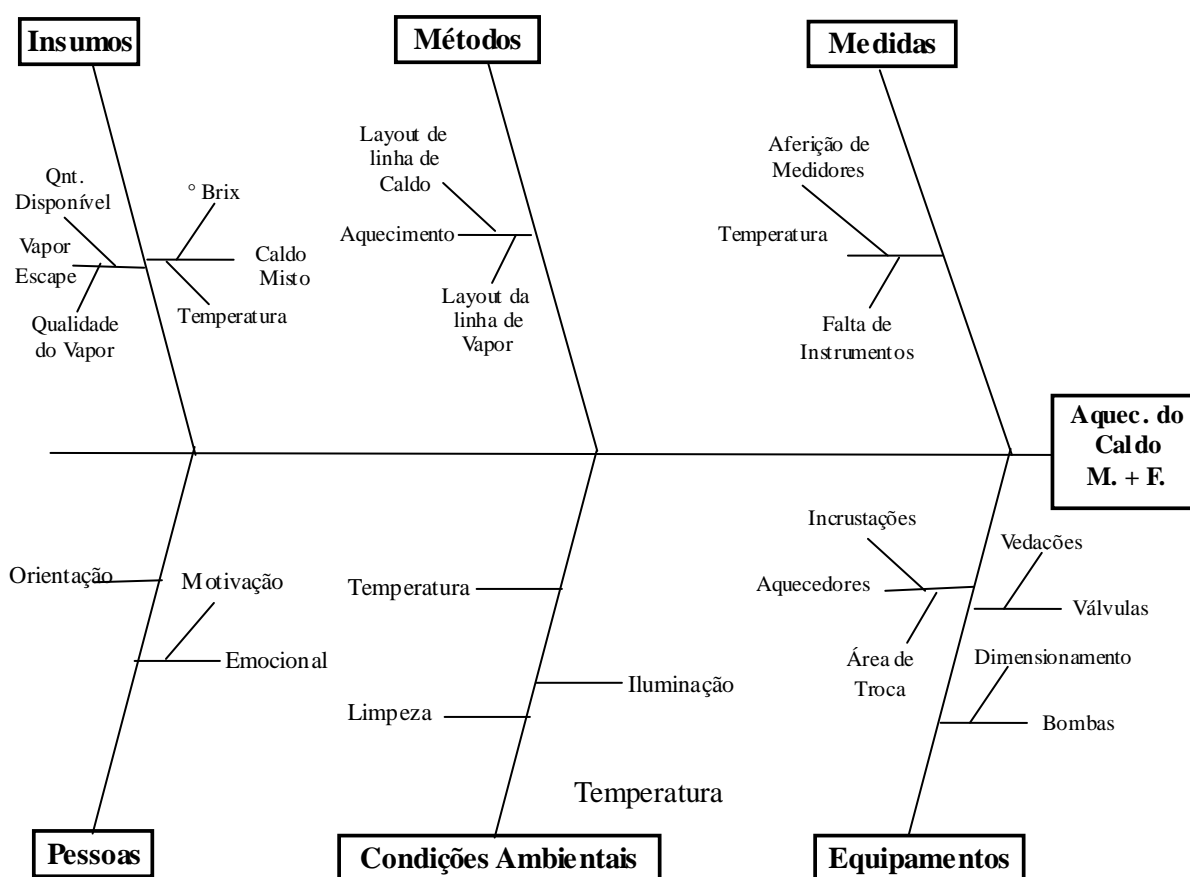 Insumos
Métodos
Medidas
Qnt.
Disponível
° Brix
Vapor
Escape
Caldo
Misto
Qualidade
do Vapor
Temperatura
Layout de
linha de
Caldo
Aquecimento
Layout da
linha de
Vapor
Aferição de
Medidores
Temperatura
Falta de
Instrumentos
Aquec. do
Caldo
M. + F.
Orientação
Motivação
Emocional
Temperatura
Iluminação
Limpeza
Temperatura
Incrustações
Aquecedores
Área de
Troca
Vedacões
Válvulas
Dimensionamento
Bombas
Pessoas
Condições Ambientais
Equipamentos